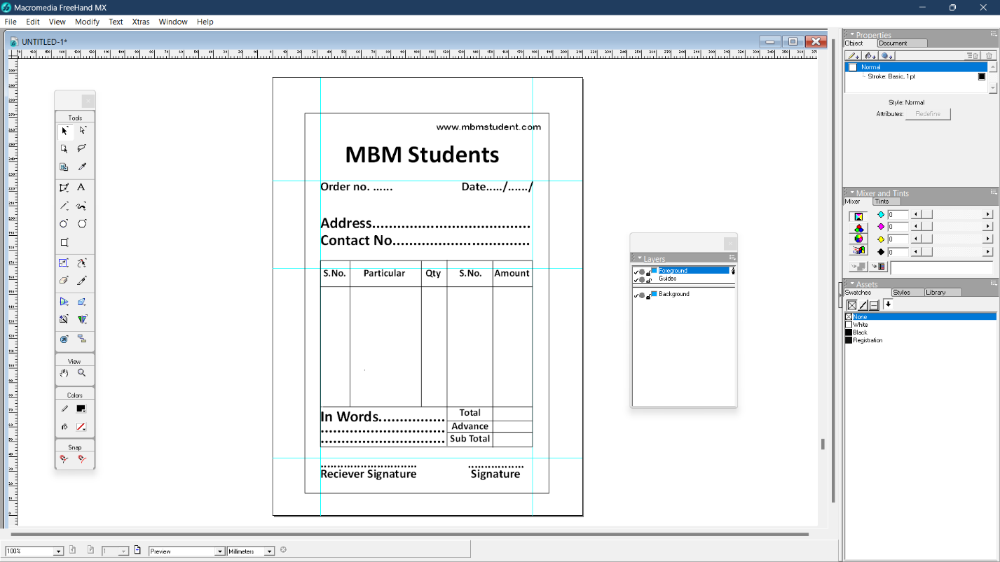 Macromedia FreeHand MX
File Edit View Modify Text Xtras Window Help
UNTITLED-1*
Tools
View
Colors
Snap
www.mbmstudent.com
MBM Students
Order no. ...... Date...../....../
Address......................................
Contact No.................................
S.No. Particular Qty S.No. Amount
In Words................
..............................
..............................
Total
Advance
Sub Total
............................ ................
Reciever Signature Signature
Layers
Foreground
Guides
Background
Properties
Object Document
Normal
Stroke: Basic, 1 pt
Style: Normal
Attributes: Redefine
Mixer and Tints
Mixer Tints
0
0
0
0
Assets
Swatches Styles Library
None
White
Black
Registration
100% 1 Preview Millimeters